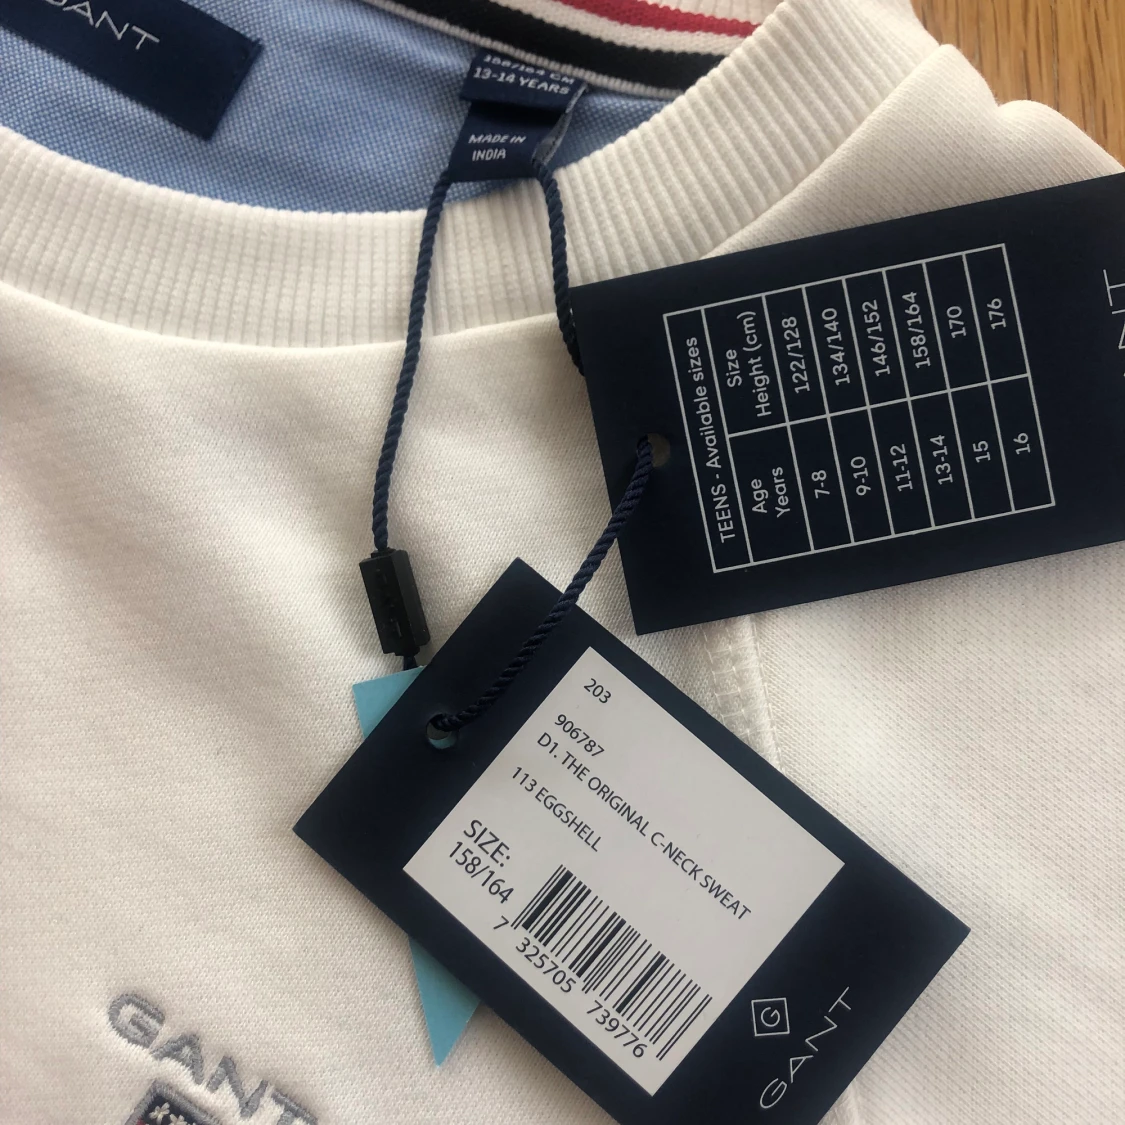 GANT
158/164 CM
13-14 YEARS
MADE IN
INDIA
TEENS - Available sizes
Age Years Size Height (cm)
7-8 122/128
9-10 134/140
11-12 146/152
13-14 158/164
15 170
16 176
203
906787
D1. THE ORIGINAL C-NECK SWEAT
113 EGGSHELL
SIZE:
158/164
7 325705 739776
G
GANT
GANT